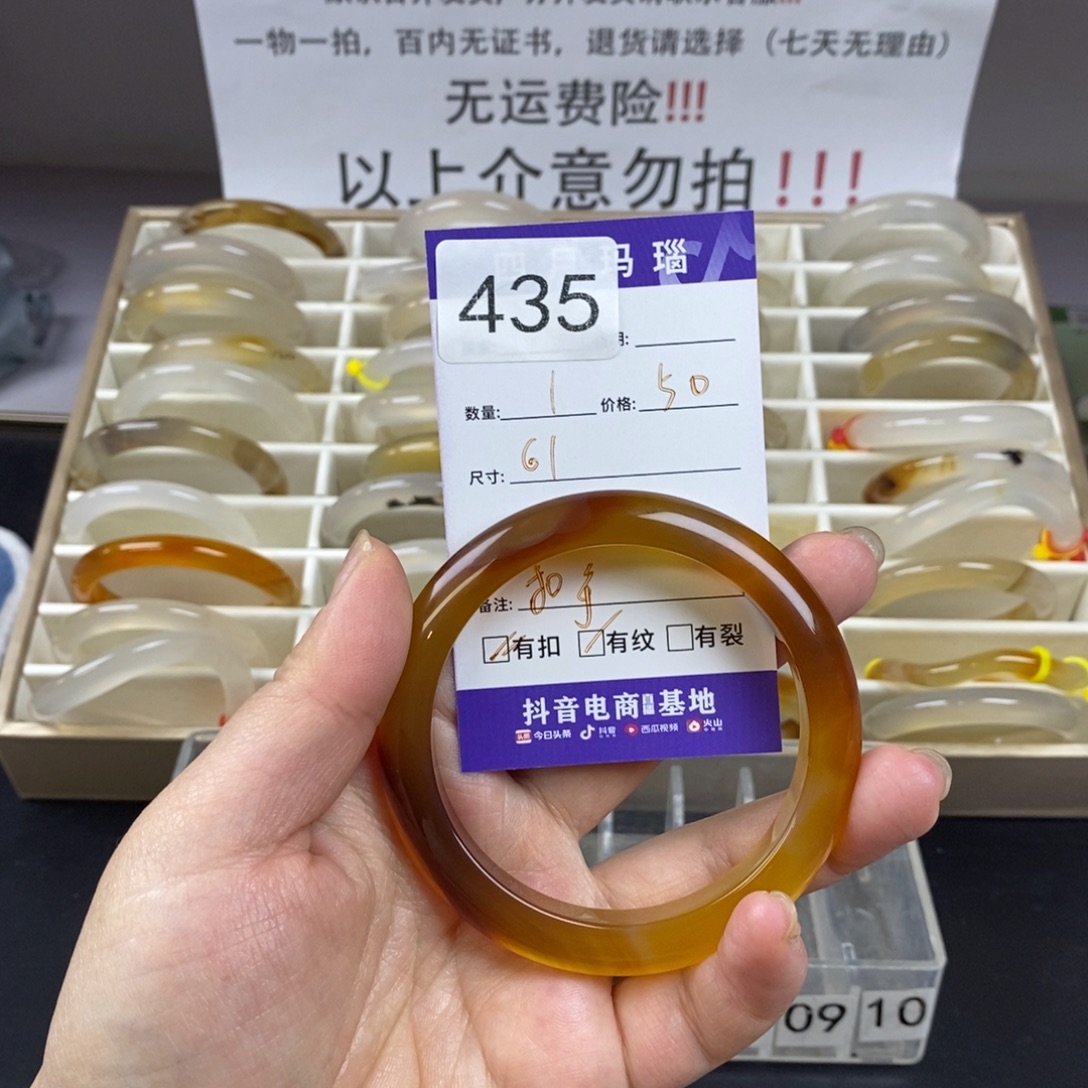 一物一拍，百内无证书，退货请选择（七天无理由）
无运费险!!!
以上介意勿拍!!!
玛瑙
435
数量: 1 价格: 50
尺寸: 61
备注: 扣手
有扣 有纹 有裂
抖音电商直播基地
今日头条 抖音 西瓜视频 火山
09 10